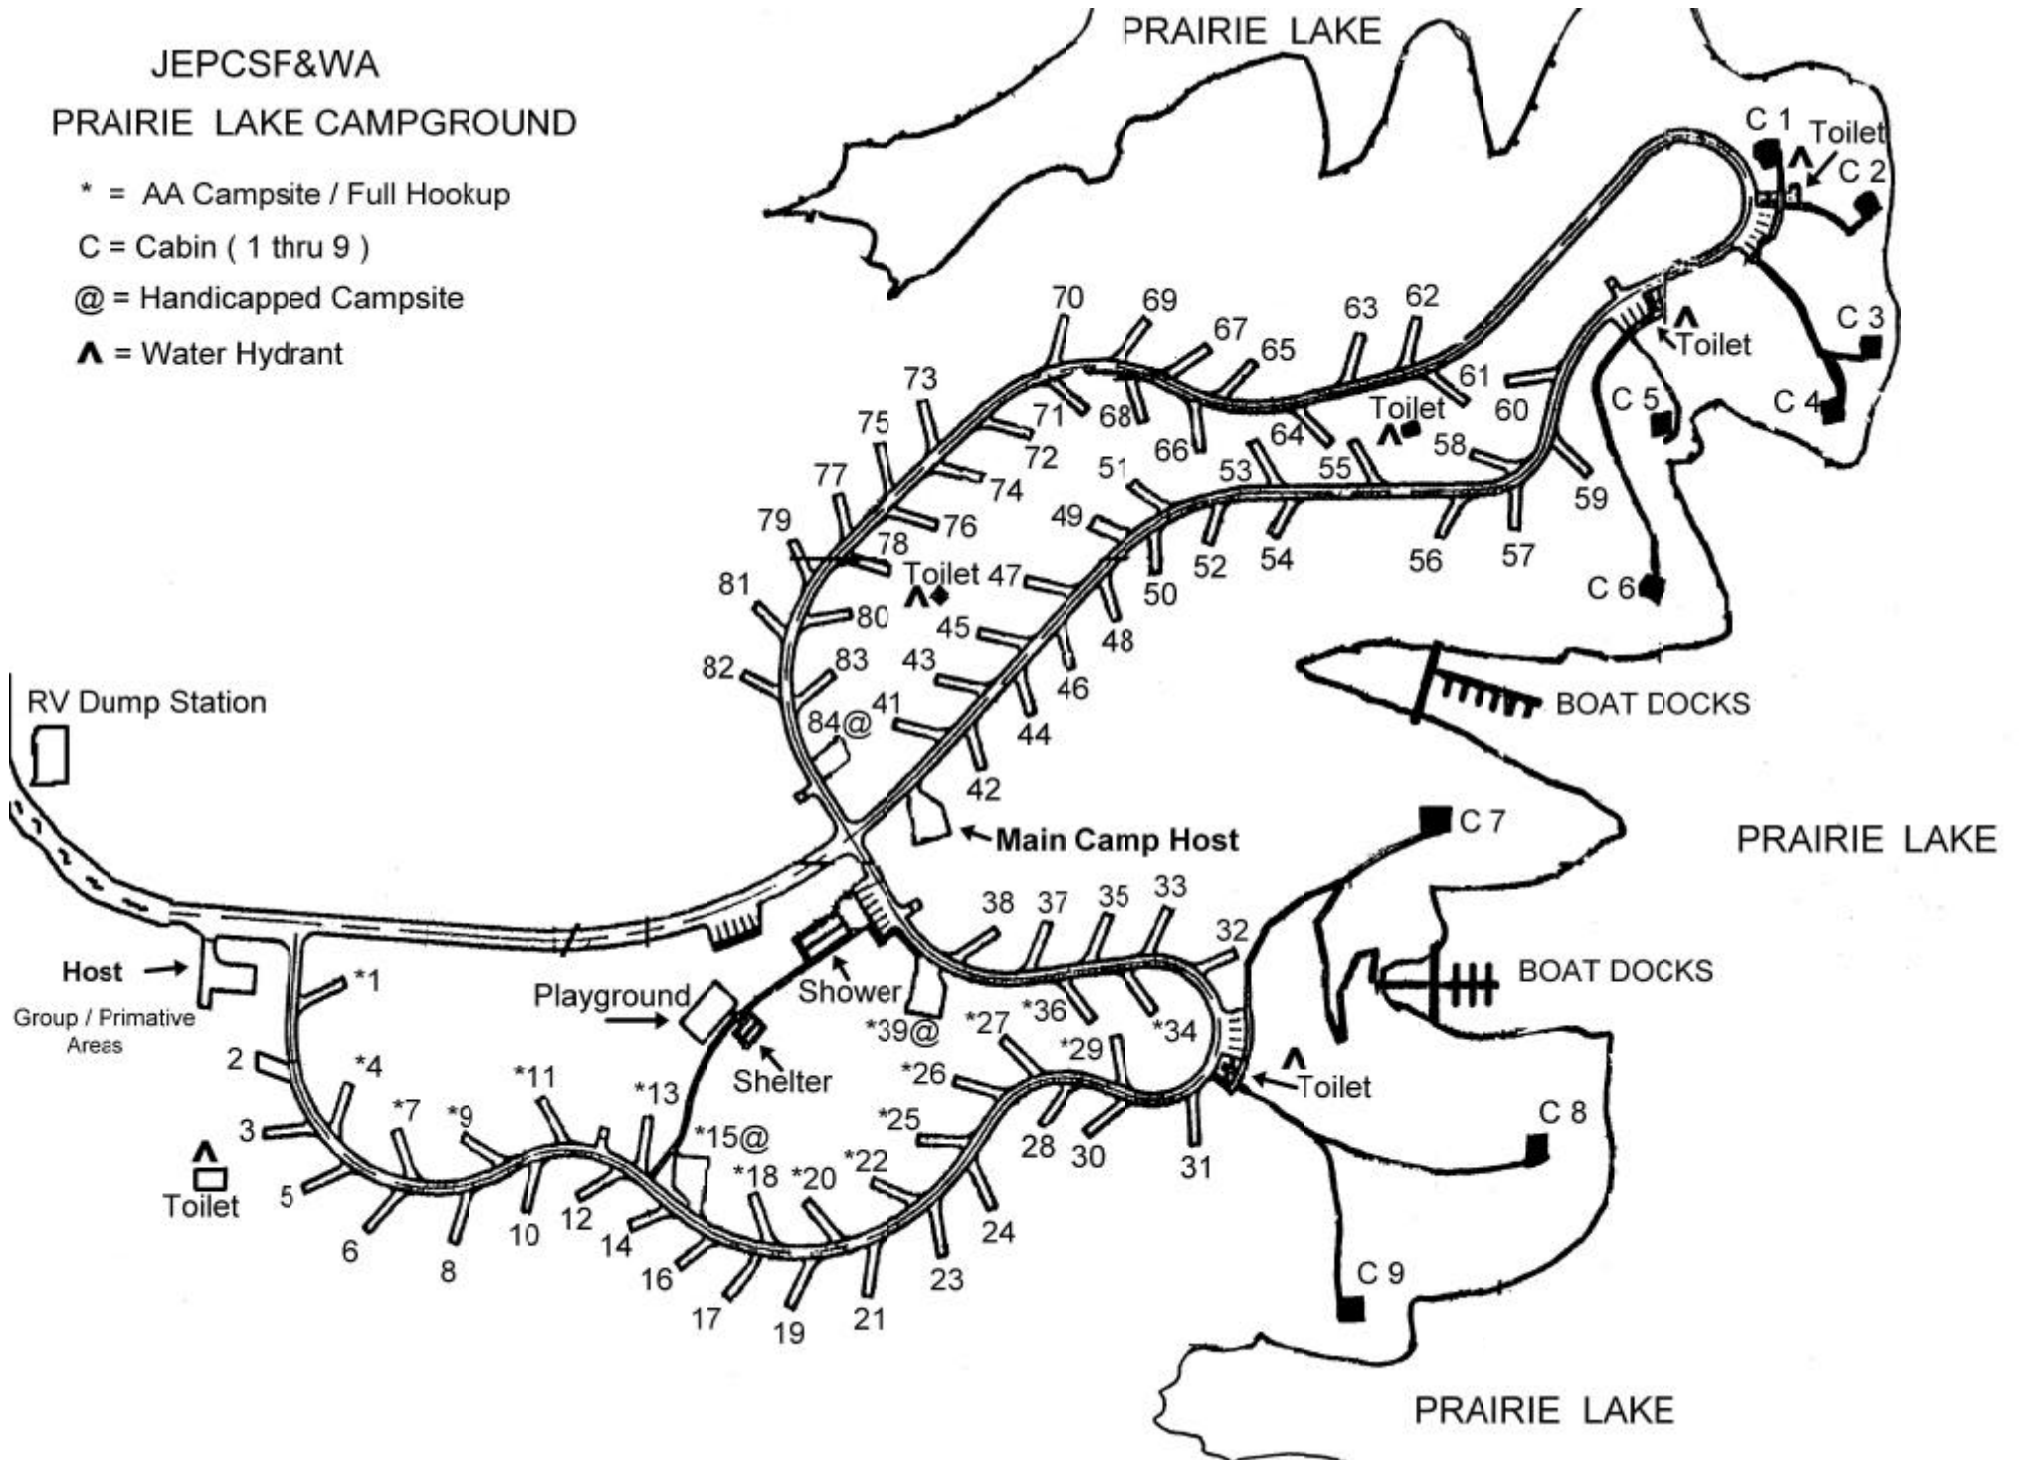 JEPCSF&WA
PRAIRIE LAKE CAMPGROUND
* = AA Campsite / Full Hookup
C = Cabin ( 1 thru 9 )
@ = Handicapped Campsite
= Water Hydrant
PRAIRIE LAKE
C 1
Toilet
C 2
C 3
Toilet
C 4
C 5
C 6
70
69
67
65
63
62
61
60
73
71
68
66
64
Toilet
75
72
58
59
77
74
51
53
55
79
76
49
78
52
54
56
57
81
Toilet
47
50
80
45
48
82
83
43
46
84@
41
44
42
RV Dump Station
BOAT DOCKS
Main Camp Host
C 7
PRAIRIE LAKE
38
37
35
33
32
Host
Group / Primative
Areas
*1
Playground
Shower
*39@
*36
*34
BOAT DOCKS
2
*4
*11
*13
Shelter
*27
*29
*26
Toilet
3
*7
*9
*15@
*25
28
30
31
C 8
Toilet
5
6
8
10
12
14
*18
*20
*22
24
16
17
19
21
23
C 9
PRAIRIE LAKE